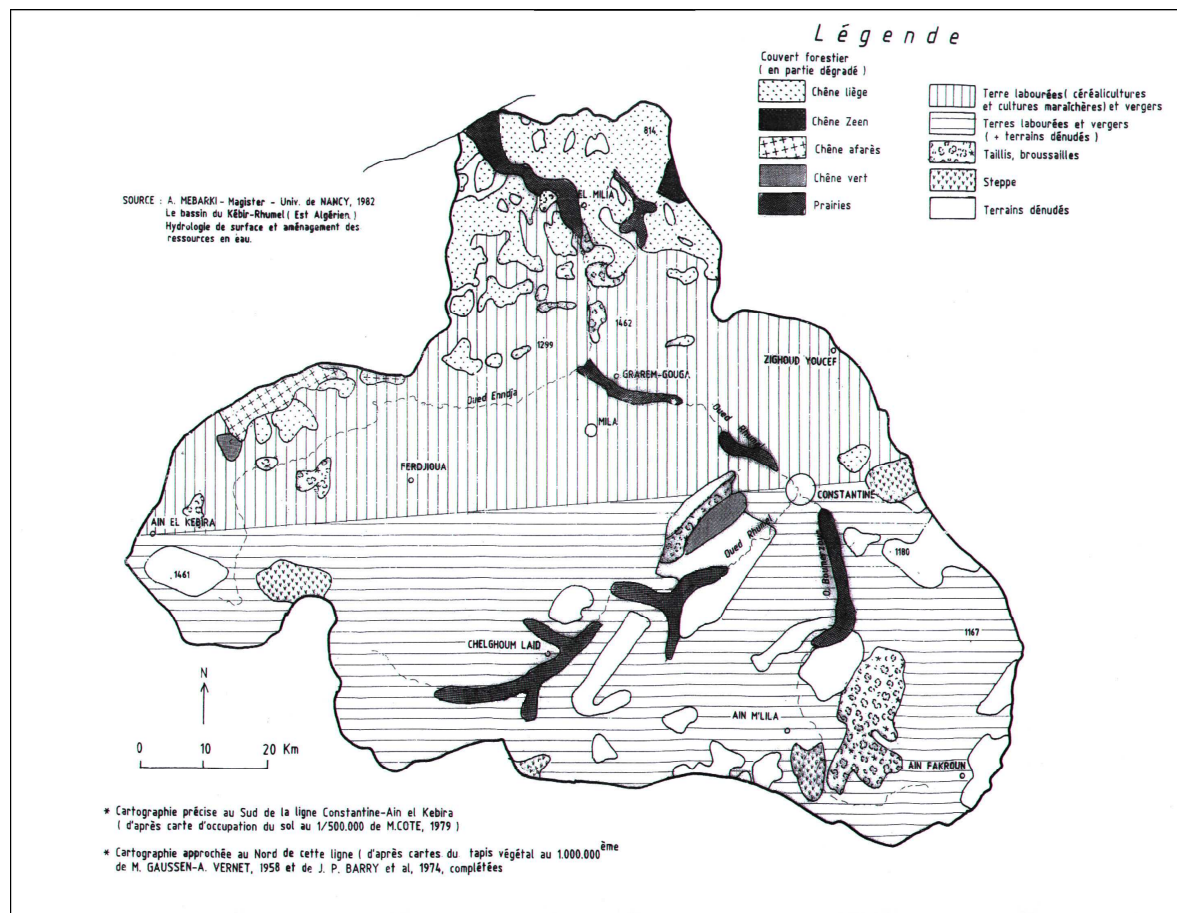 Légende
Couvert forestier
( en partie dégradé )
Chêne liège
Chêne Zeen
Chêne afarès
Chêne vert
Prairies
Terre labourées ( céréalicultures
et cultures maraîchères) et vergers
Terres labourées et vergers
( + terrains dénudés )
Taillis, broussailles
Steppe
Terrains dénudés
SOURCE : A. MEBARKI - Magister - Univ. de NANCY, 1982
Le bassin du Kébir-Rhumel ( Est Algérien )
Hydrologie de surface et aménagement des
ressources en eau.
814
EL MILIA
1462
1299
ZIGHOUD YOUCEF
GRAREM-GOUGA
Oued Enndja
Oued Rhumel
MILA
FERDJIOUA
CONSTANTINE
AIN EL KEBIRA
Oued Rhumel
O. Boumerzoug
1180
1461
1167
CHELGHOUM LAID
N
AIN M'LILA
0 10 20 Km
AIN FAKROUN
* Cartographie précise au Sud de la ligne Constantine-Ain el Kebira
( d'après carte d'occupation du sol au 1/500.000 de M.COTE, 1979 )
* Cartographie approchée au Nord de cette ligne ( d'après cartes du tapis végétal au 1.000.000ème
de M. GAUSSEN-A. VERNET, 1958 et de J. P. BARRY et al, 1974, complétées